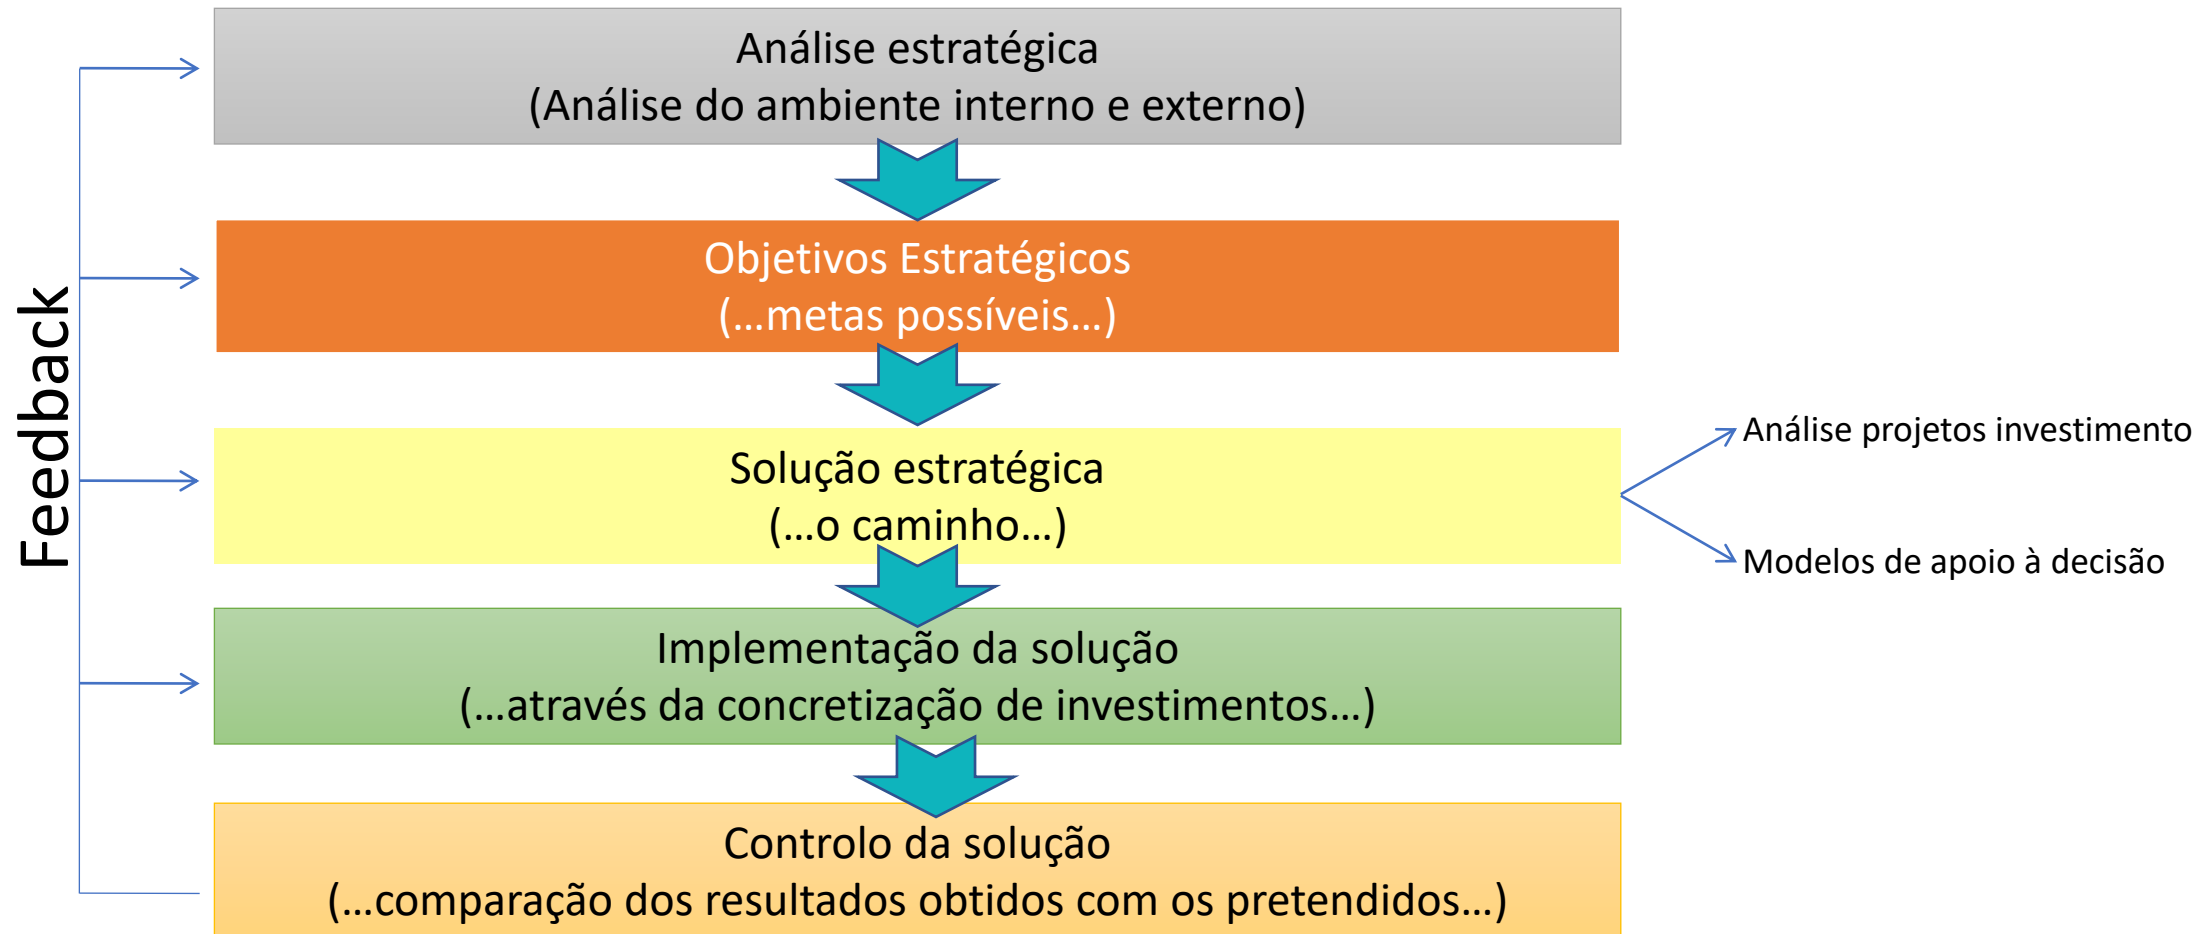 Análise estratégica
(Análise do ambiente interno e externo)
Objetivos Estratégicos
(...metas possíveis...)
Feedback
Solução estratégica
(...o caminho...)
Análise projetos investimento
Modelos de apoio à decisão
Implementação da solução
(...através da concretização de investimentos...)
Controlo da solução
(...comparação dos resultados obtidos com os pretendidos...)